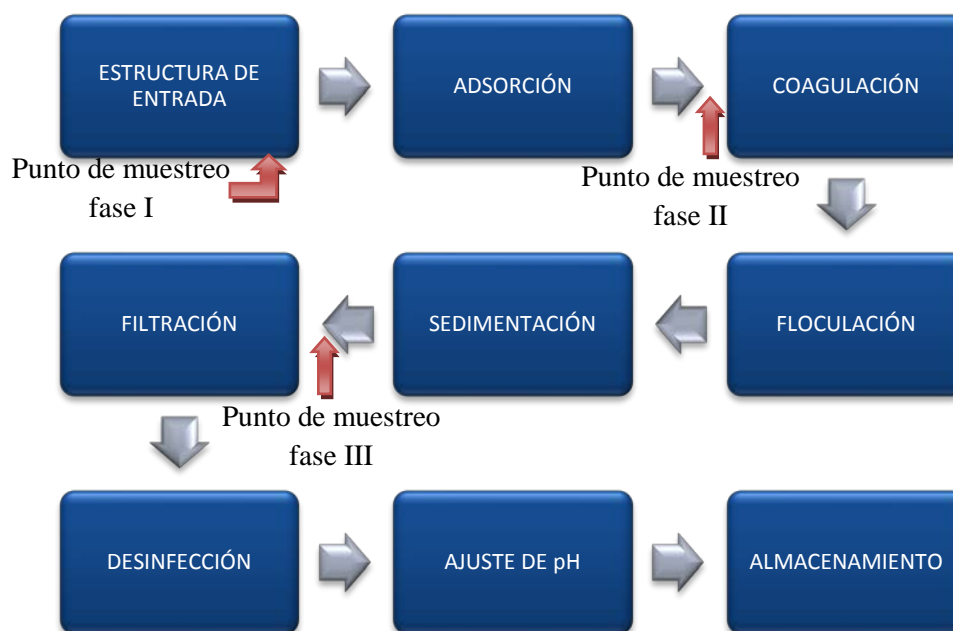 ESTRUCTURA DE
ENTRADA
ADSORCIÓN
COAGULACIÓN
Punto de muestreo
fase I
Punto de muestreo
fase II
FILTRACIÓN
SEDIMENTACIÓN
FLOCULACIÓN
Punto de muestreo
fase III
DESINFECCIÓN
AJUSTE DE pH
ALMACENAMIENTO